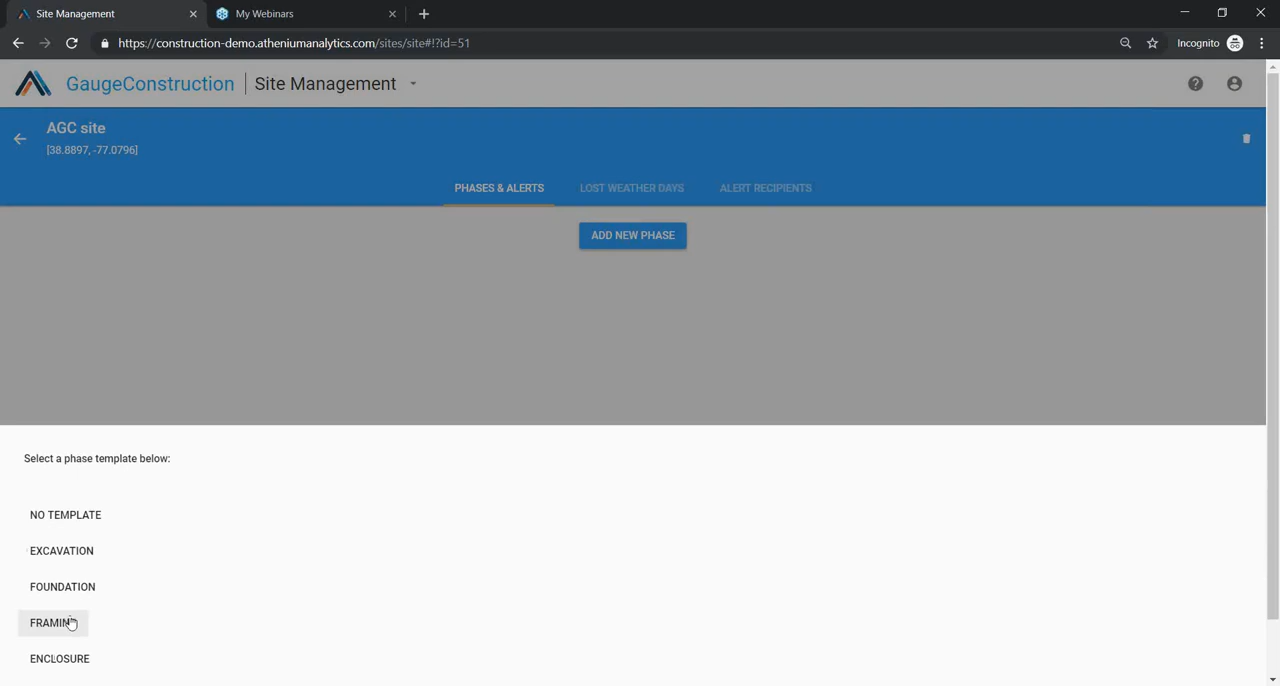 Site Management
My Webinars
https://construction-demo.atheniumanalytics.com/sites/site#!?id=51
Incognito
GaugeConstruction
Site Management
AGC site
[38.8897, -77.0796]
PHASES & ALERTS
LOST WEATHER DAYS
ALERT RECIPIENTS
ADD NEW PHASE
Select a phase template below:
NO TEMPLATE
EXCAVATION
FOUNDATION
FRAMING
ENCLOSURE